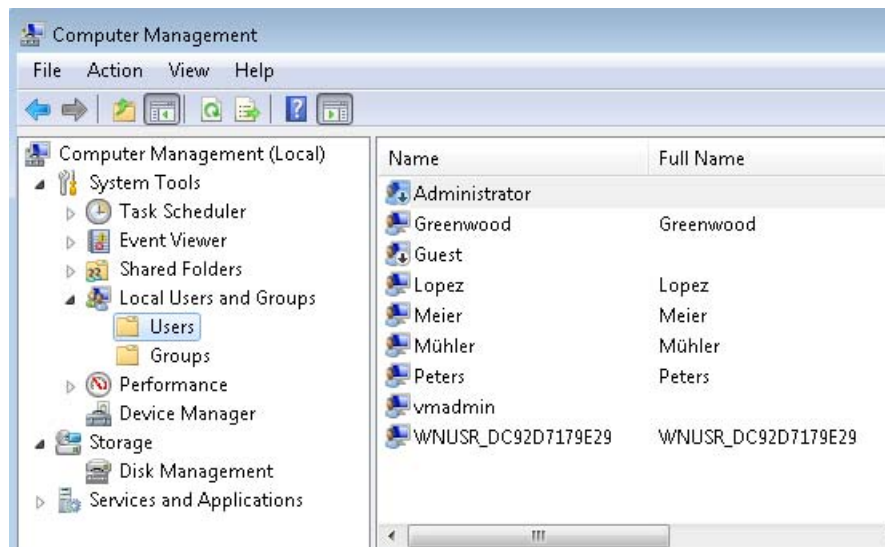 Computer Management
File Action View Help
Computer Management (Local)
System Tools
Task Scheduler
Event Viewer
Shared Folders
Local Users and Groups
Users
Groups
Performance
Device Manager
Storage
Disk Management
Services and Applications
Name Full Name
Administrator
Greenwood Greenwood
Guest
Lopez Lopez
Meier Meier
Mühler Mühler
Peters Peters
vmadmin
WNUSR_DC92D7179E29 WNUSR_DC92D7179E29